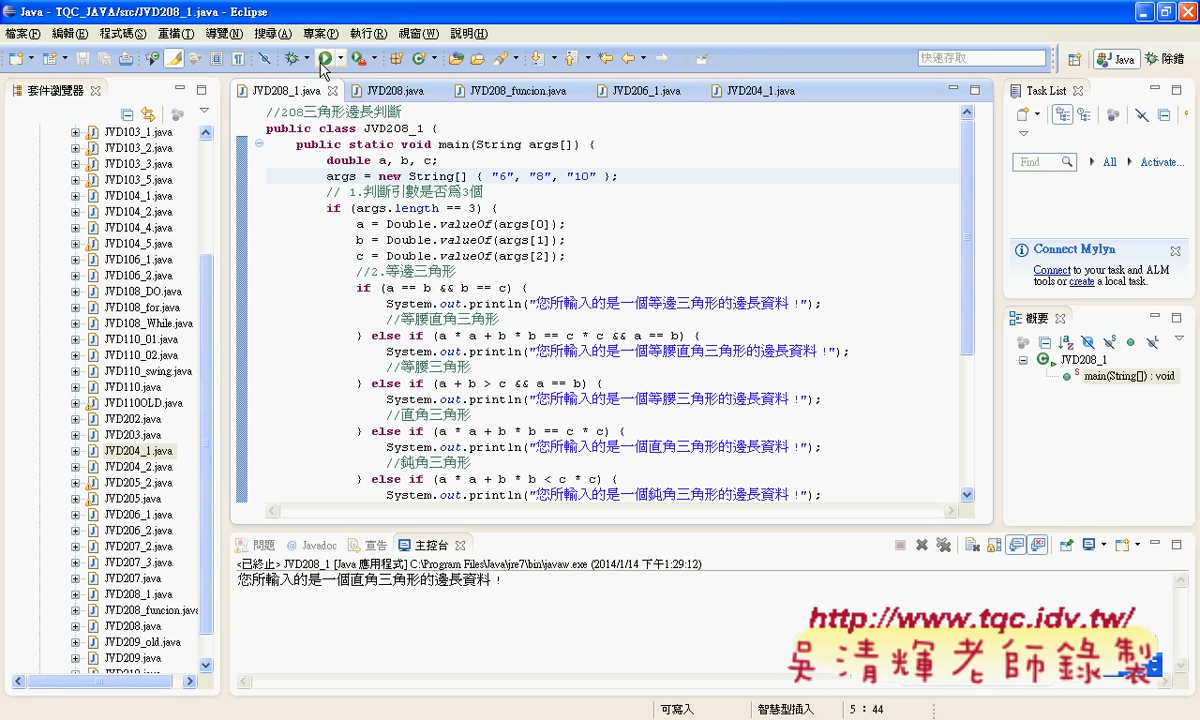 Java - TQC_JAVA/src/JVD208_1.java - Eclipse
檔案(F) 編輯(E) 程式碼(S) 重構(T) 導覽(N) 搜尋(A) 專案(P) 執行(R) 視窗(W) 說明(H)
快速存取
Java
除錯
套件瀏覽器
JVD103_1.java
JVD103_2.java
JVD103_3.java
JVD103_5.java
JVD104_1.java
JVD104_2.java
JVD104_4.java
JVD104_5.java
JVD106_1.java
JVD106_2.java
JVD108_DO.java
JVD108_for.java
JVD108_While.java
JVD110_01.java
JVD110_02.java
JVD110_swing.java
JVD110.java
JVD110OLD.java
JVD202.java
JVD203.java
JVD204_1.java
JVD204_2.java
JVD205_2.java
JVD205.java
JVD206_1.java
JVD206_2.java
JVD207_2.java
JVD207_3.java
JVD207.java
JVD208_1.java
JVD208_funcion.java
JVD208.java
JVD209_old.java
JVD209.java
JVD208_1.java JVD208.java JVD208_funcion.java JVD206_1.java JVD204_1.java
//208三角形邊長判斷
public class JVD208_1 {
public static void main(String args[]) {
double a, b, c;
args = new String[] { "6", "8", "10" };
// 1.判斷引數是否為3個
if (args.length == 3) {
a = Double.valueOf(args[0]);
b = Double.valueOf(args[1]);
c = Double.valueOf(args[2]);
//2.等邊三角形
if (a == b && b == c) {
System.out.println("您所輸入的是一個等邊三角形的邊長資料！");
//等腰直角三角形
} else if (a * a + b * b == c * c && a == b) {
System.out.println("您所輸入的是一個等腰直角三角形的邊長資料！");
//等腰三角形
} else if (a + b > c && a == b) {
System.out.println("您所輸入的是一個等腰三角形的邊長資料！");
//直角三角形
} else if (a * a + b * b == c * c) {
System.out.println("您所輸入的是一個直角三角形的邊長資料！");
//鈍角三角形
} else if (a * a + b * b < c * c) {
System.out.println("您所輸入的是一個鈍角三角形的邊長資料！");
Task List
Find
All
Activate...
Connect Mylyn
Connect to your task and ALM
tools or create a local task.
概要
JVD208_1
main(String[]) : void
問題 @ Javadoc 宣告 主控台
<已終止> JVD208_1 [Java 應用程式] C:\Program Files\Java\jre7\bin\javaw.exe (2014/1/14 下午1:29:12)
您所輸入的是一個直角三角形的邊長資料！
http://www.tqc.idv.tw/
吳清輝老師錄製
可寫入 智慧型插入 5 : 44